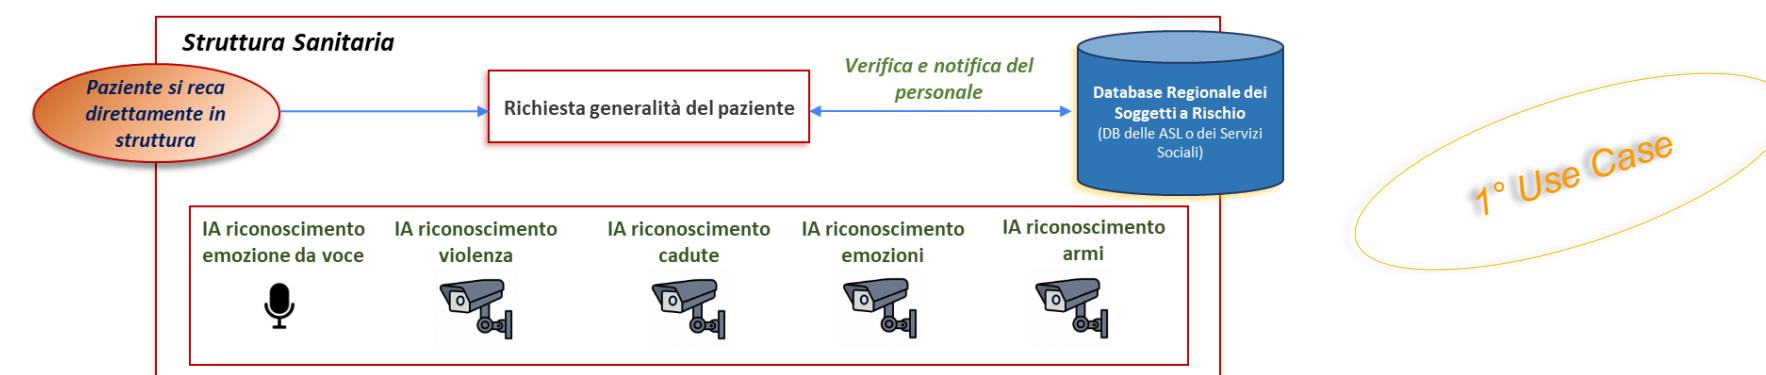 Struttura Sanitaria
Paziente si reca
direttamente in
struttura
Richiesta generalità del paziente
Verifica e notifica del
personale
Database Regionale dei
Soggetti a Rischio
(DB delle ASL o dei Servizi
Sociali)
1° Use Case
IA riconoscimento
emozione da voce
IA riconoscimento
violenza
IA riconoscimento
cadute
IA riconoscimento
emozioni
IA riconoscimento
armi